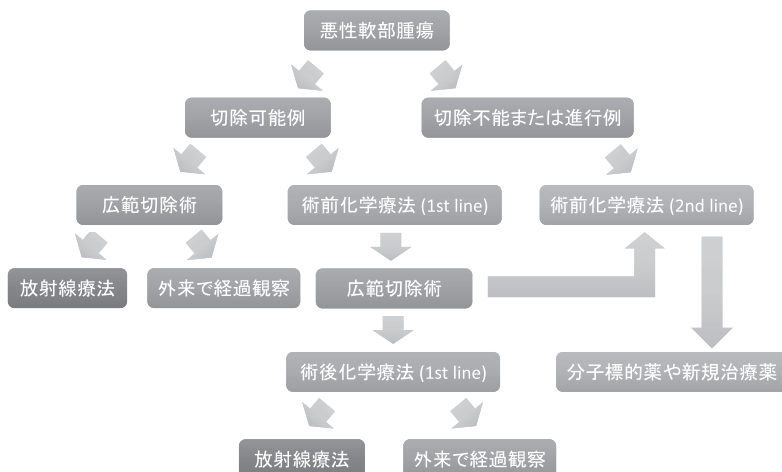 悪性軟部腫瘍
切除可能例
切除不能または進行例
広範切除術
術前化学療法 (1st line)
術前化学療法 (2nd line)
放射線療法
外来で経過観察
広範切除術
術後化学療法 (1st line)
分子標的薬や新規治療薬
放射線療法
外来で経過観察